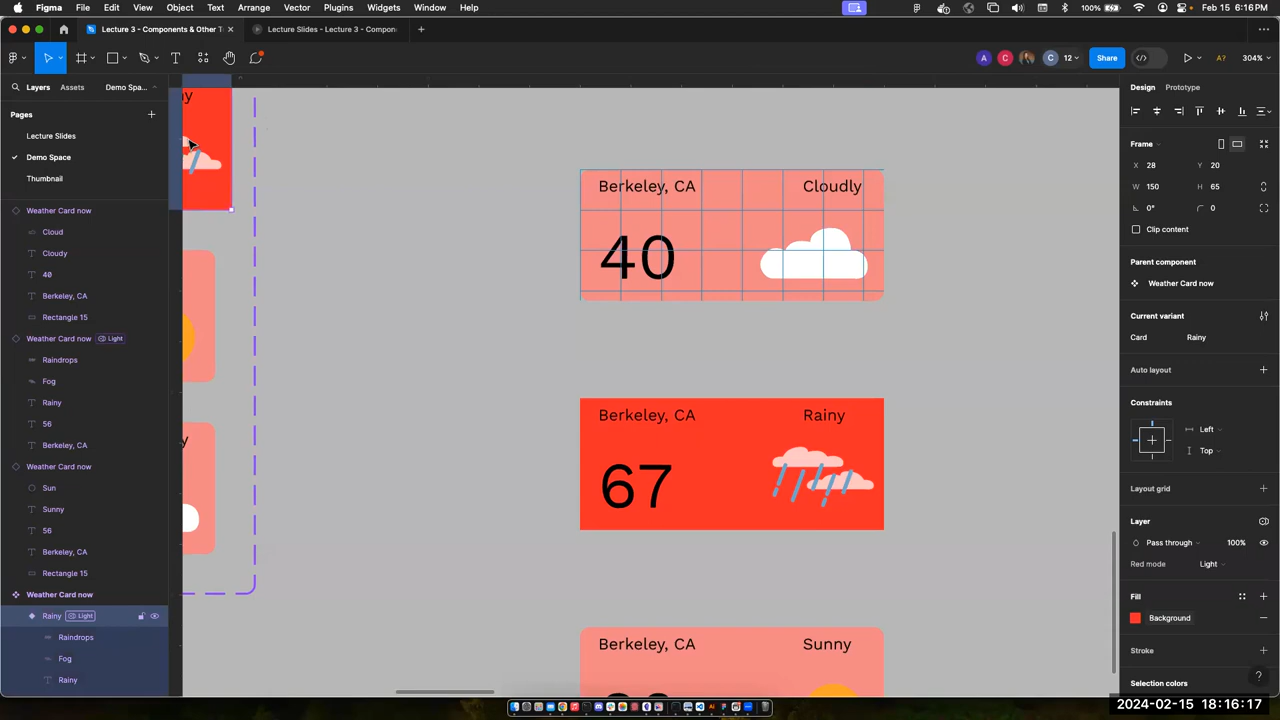 Figma File Edit View Object Text Arrange Vector Plugins Widgets Window Help 100% Feb 15 6:16 PM
Lecture 3 - Components & Other T Lecture Slides - Lecture 3 - Compon
A C C 12 Share A? 304%
Layers Assets Demo Spa... Design Prototype
Pages
Lecture Slides
Demo Space
Thumbnail
Weather Card now
Cloud
Cloudy
40
Berkeley, CA
Rectangle 15
Weather Card now Light
Raindrops
Fog
Rainy
56
Berkeley, CA
Weather Card now
Sun
Sunny
56
Berkeley, CA
Rectangle 15
Weather Card now
Rainy Light
Raindrops
Fog
Rainy
ny
y
Berkeley, CA Cloudly
40
Berkeley, CA Rainy
67
Berkeley, CA Sunny
Frame
X 28 Y 20
W 150 H 65
0° 0
Clip content
Parent component
Weather Card now
Current variant
Card Rainy
Auto layout
Constraints
Left
Top
Layout grid
Layer
Pass through 100%
Red mode Light
Fill
Background
Stroke
Selection colors
?
2024-02-15 18:16:17